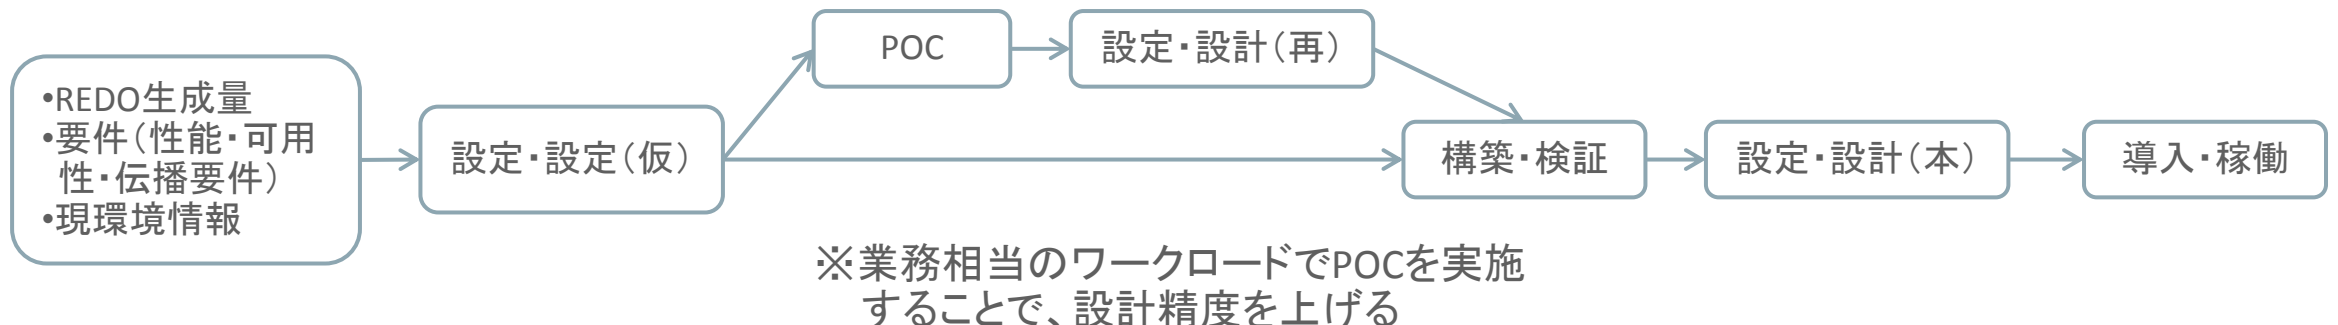 •REDO生成量
•要件(性能・可用
性・伝播要件)
•現環境情報
設定・設定(仮)
POC
設定・設計(再)
構築・検証
設定・設計(本)
導入・稼働
※業務相当のワークロードでPOCを実施
することで、設計精度を上げる